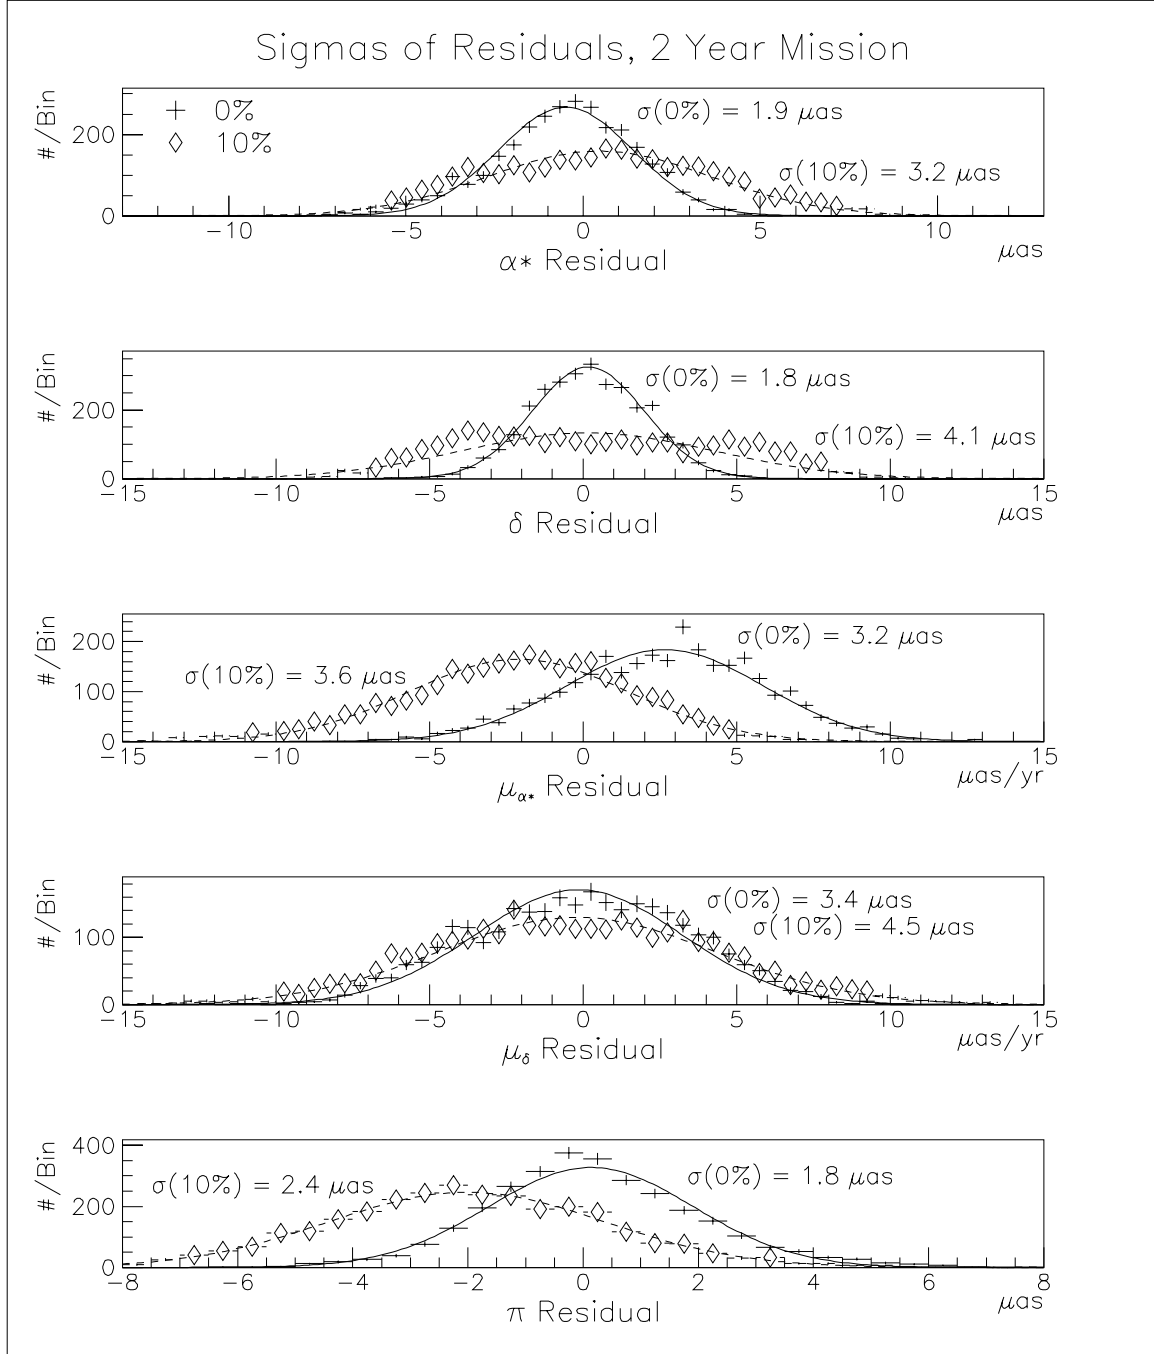 Sigmas of Residuals, 2 Year Mission
#/Bin
200
0
+ 0%
◇ 10%
σ(0%) = 1.9 μas
σ(10%) = 3.2 μas
−10 −5 0 5 10
μas
α* Residual
#/Bin
200
0
σ(0%) = 1.8 μas
σ(10%) = 4.1 μas
−15 −10 −5 0 5 10 15
μas
δ Residual
#/Bin
200
100
0
σ(0%) = 3.2 μas
σ(10%) = 3.6 μas
−15 −10 −5 0 5 10 15
μas/yr
μα* Residual
#/Bin
100
0
σ(0%) = 3.4 μas
σ(10%) = 4.5 μas
−15 −10 −5 0 5 10 15
μas/yr
μδ Residual
#/Bin
400
200
0
σ(10%) = 2.4 μas
σ(0%) = 1.8 μas
−8 −6 −4 −2 0 2 4 6 8
μas
π Residual